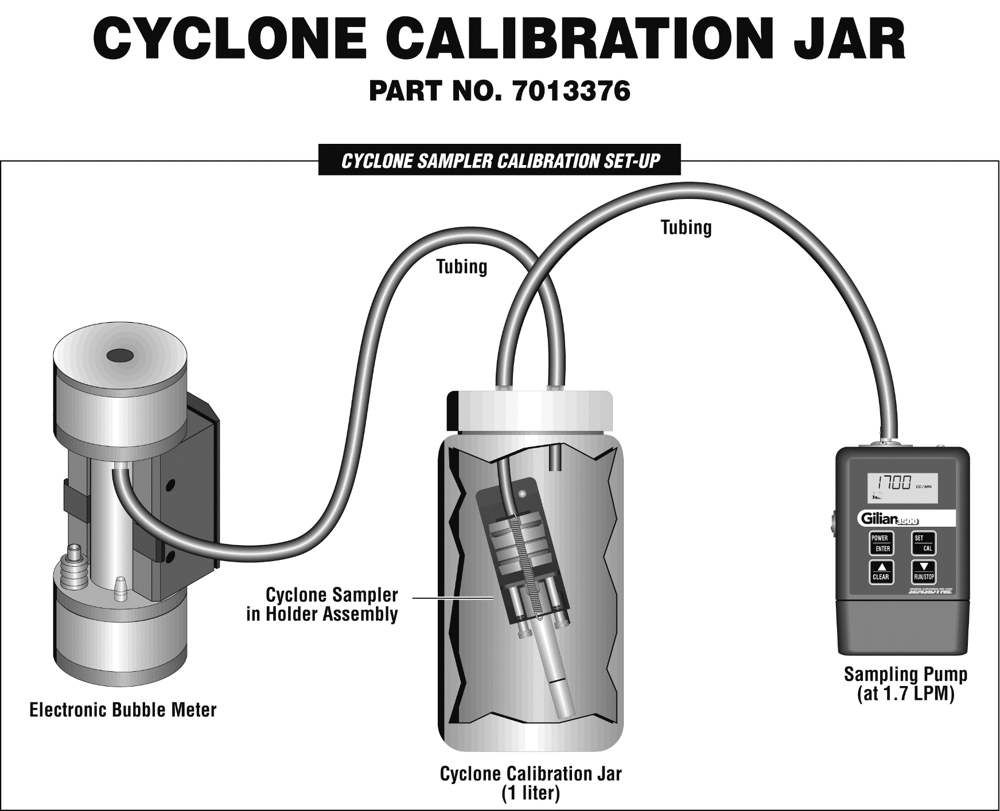 CYCLONE CALIBRATION JAR
PART NO. 7013376
CYCLONE SAMPLER CALIBRATION SET-UP
Tubing
Tubing
1700 CC/MIN
Gilian 3500
POWER
ENTER
SET
CAL
CLEAR
RUN/STOP
SENSIDYNE
Cyclone Sampler
in Holder Assembly
Sampling Pump
(at 1.7 LPM)
Electronic Bubble Meter
Cyclone Calibration Jar
(1 liter)